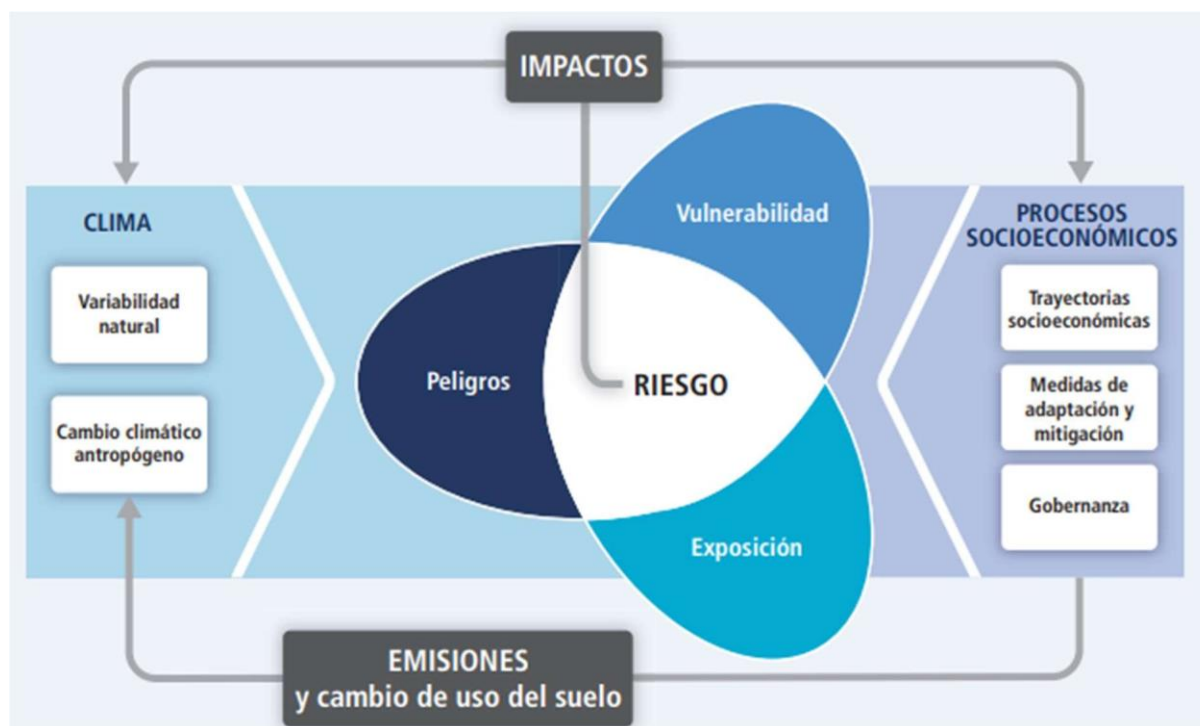 IMPACTOS
CLIMA
Variabilidad
natural
Cambio climático
antropógeno
Vulnerabilidad
Peligros
RIESGO
Exposición
PROCESOS
SOCIOECONÓMICOS
Trayectorias
socioeconómicas
Medidas de
adaptación y
mitigación
Gobernanza
EMISIONES
y cambio de uso del suelo